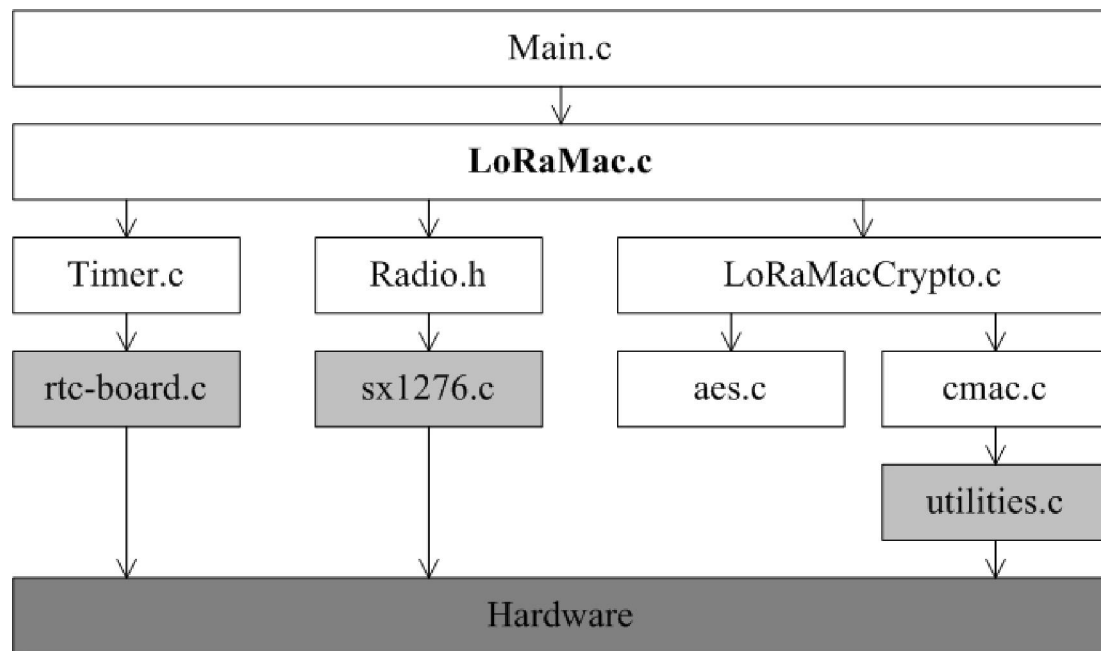 Main.c
LoRaMac.c
Timer.c
Radio.h
LoRaMacCrypto.c
rtc-board.c
sx1276.c
aes.c
cmac.c
utilities.c
Hardware